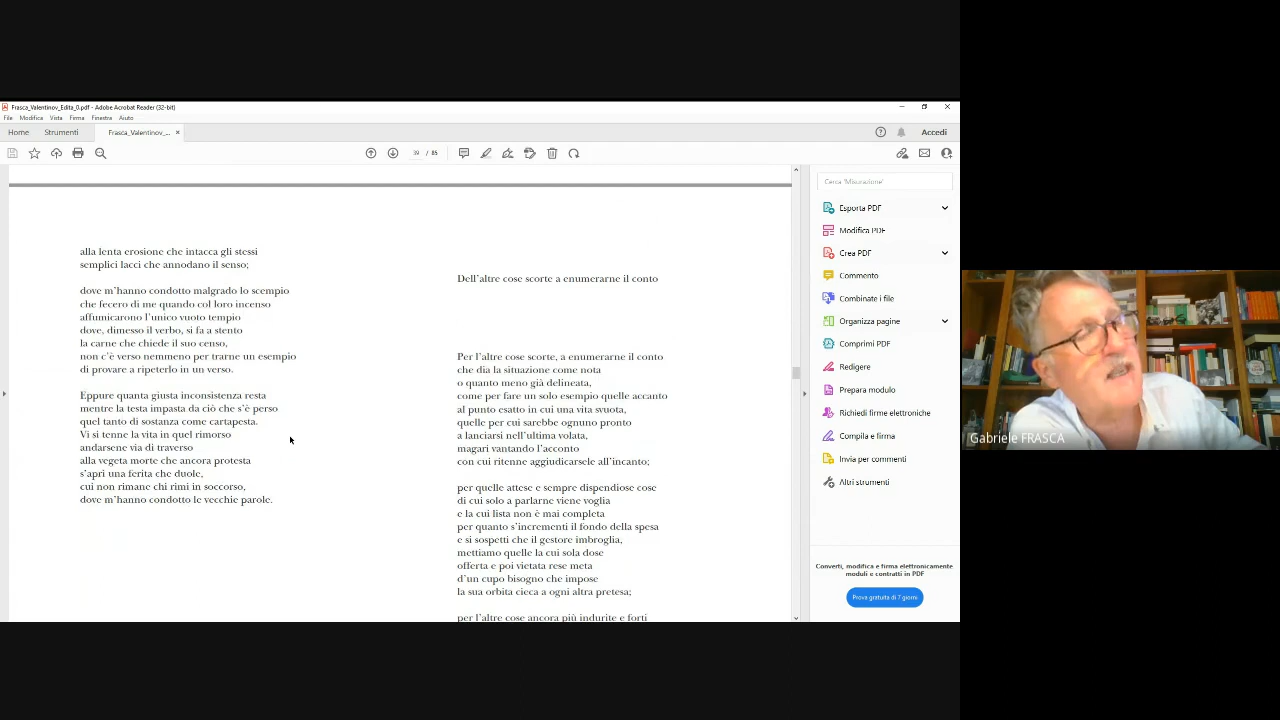 Frasca_Valentinov_Edita_0.pdf - Adobe Acrobat Reader (32-bit)
File Modifica Vista Firma Finestra Aiuto
Home Strumenti Frasca_Valentinov_... × Accedi
39 / 85
alla lenta erosione che intacca gli stessi
semplici lacci che annodano il senso;
dove m'hanno condotto malgrado lo scempio
che fecero di me quando col loro incenso
affumicarono l'unico vuoto tempio
dove, dimesso il verbo, si fa a stento
la carne che chiede il suo censo,
non c'è verso nemmeno per trarne un esempio
di provare a ripeterlo in un verso.
Eppure quanta giusta inconsistenza resta
mentre la testa impasta da ciò che s'è perso
quel tanto di sostanza come cartapesta.
Vi si tenne la vita in quel rimorso
andarsene via di traverso
alla vegeta morte che ancora protesta
s'aprì una ferita che duole,
cui non rimane chi rimi in soccorso,
dove m'hanno condotto le vecchie parole.
Dell'altre cose scorte a enumerarne il conto
Per l'altre cose scorte, a enumerarne il conto
che dia la situazione come nota
o quanto meno già delineata,
come per fare un solo esempio quelle accanto
al punto esatto in cui una vita svuota,
quelle per cui sarebbe ognuno pronto
a lanciarsi nell'ultima volata,
magari vantando l'acconto
con cui ritenne aggiudicarsele all'incanto;
per quelle attese e sempre dispendiose cose
di cui solo a parlarne viene voglia
e la cui lista non è mai completa
per quanto s'incrementi il fondo della spesa
e si sospetti che il gestore imbroglia,
mettiamo quelle la cui sola dose
offerta e poi vietata rese meta
d'un cupo bisogno che impose
la sua orbita cieca a ogni altra pretesa;
per l'altre cose ancora più indurite e forti
Cerca 'Misurazione'
Esporta PDF
Modifica PDF
Crea PDF
Commento
Combinate i file
Organizza pagine
Comprimi PDF
Redigere
Prepara modulo
Richiedi firme elettroniche
Compila e firma
Invia per commenti
Altri strumenti
Converti, modifica e firma elettronicamente
moduli e contratti in PDF
Prova gratuita di 7 giorni
Gabriele FRASCA